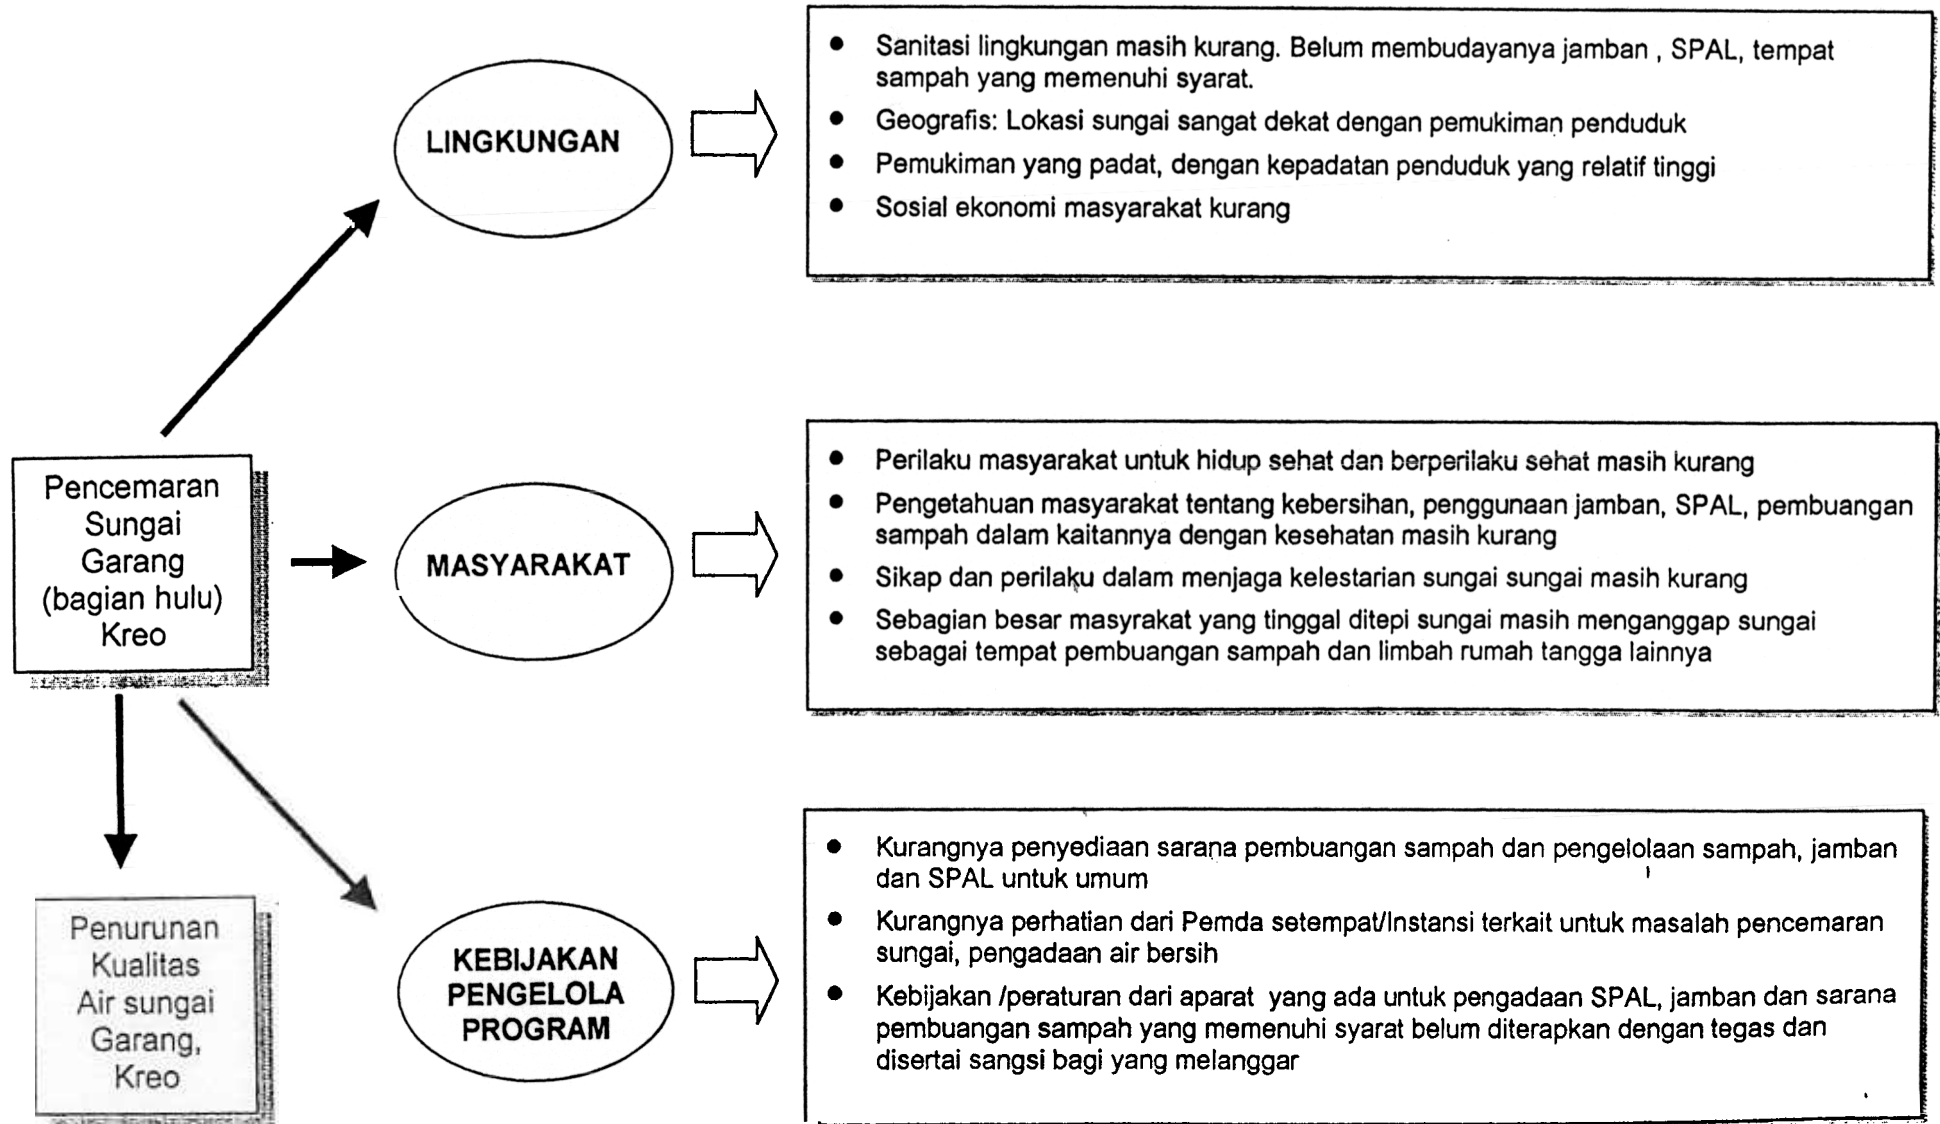 LINGKUNGAN
● Sanitasi lingkungan masih kurang. Belum membudayanya jamban , SPAL, tempat
sampah yang memenuhi syarat.
● Geografis: Lokasi sungai sangat dekat dengan pemukiman penduduk
● Pemukiman yang padat, dengan kepadatan penduduk yang relatif tinggi
● Sosial ekonomi masyarakat kurang
Pencemaran
Sungai
Garang
(bagian hulu)
Kreo
MASYARAKAT
● Perilaku masyarakat untuk hidup sehat dan berperilaku sehat masih kurang
● Pengetahuan masyarakat tentang kebersihan, penggunaan jamban, SPAL, pembuangan
sampah dalam kaitannya dengan kesehatan masih kurang
● Sikap dan perilaku dalam menjaga kelestarian sungai sungai masih kurang
● Sebagian besar masyrakat yang tinggal ditepi sungai masih menganggap sungai
sebagai tempat pembuangan sampah dan limbah rumah tangga lainnya
Penurunan
Kualitas
Air sungai
Garang,
Kreo
KEBIJAKAN
PENGELOLA
PROGRAM
● Kurangnya penyediaan sarana pembuangan sampah dan pengelolaan sampah, jamban
dan SPAL untuk umum
● Kurangnya perhatian dari Pemda setempat/Instansi terkait untuk masalah pencemaran
sungai, pengadaan air bersih
● Kebijakan /peraturan dari aparat yang ada untuk pengadaan SPAL, jamban dan sarana
pembuangan sampah yang memenuhi syarat belum diterapkan dengan tegas dan
disertai sangsi bagi yang melanggar